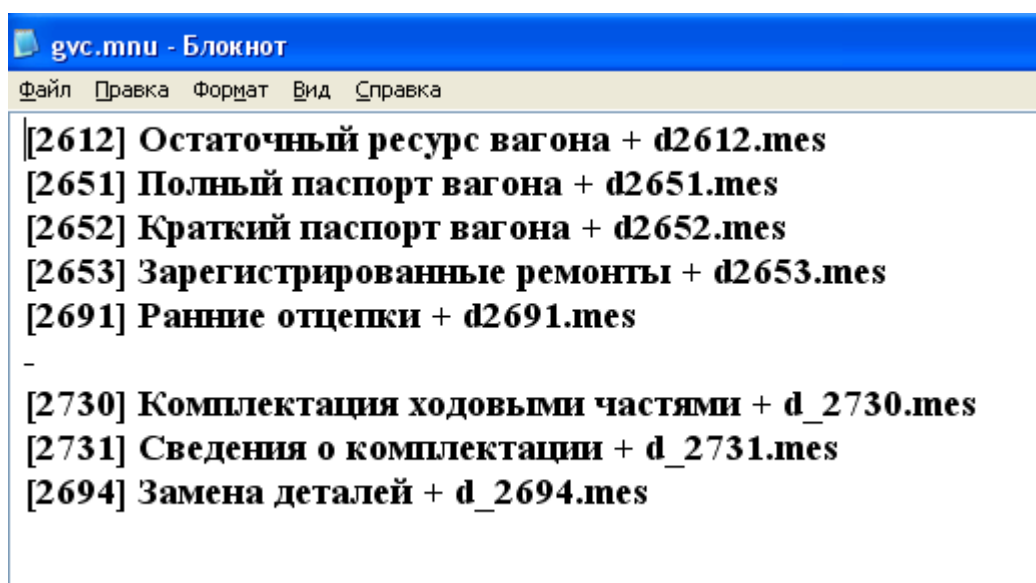 gvc.mnu - Блокнот
Файл Правка Формат Вид Справка
[2612] Остаточный ресурс вагона + d2612.mes
[2651] Полный паспорт вагона + d2651.mes
[2652] Краткий паспорт вагона + d2652.mes
[2653] Зарегистрированные ремонты + d2653.mes
[2691] Ранние отцепки + d2691.mes
-
[2730] Комплектация ходовыми частями + d_2730.mes
[2731] Сведения о комплектации + d_2731.mes
[2694] Замена деталей + d_2694.mes